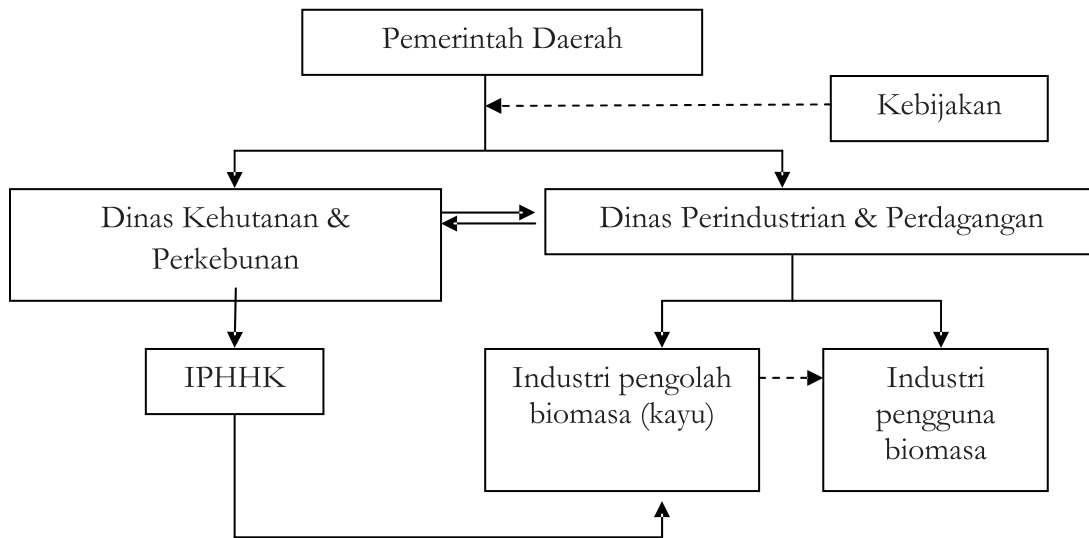 Pemerintah Daerah
Kebijakan
Dinas Kehutanan &
Perkebunan
Dinas Perindustrian & Perdagangan
IPHHK
Industri pengolah
biomasa (kayu)
Industri
pengguna
biomasa